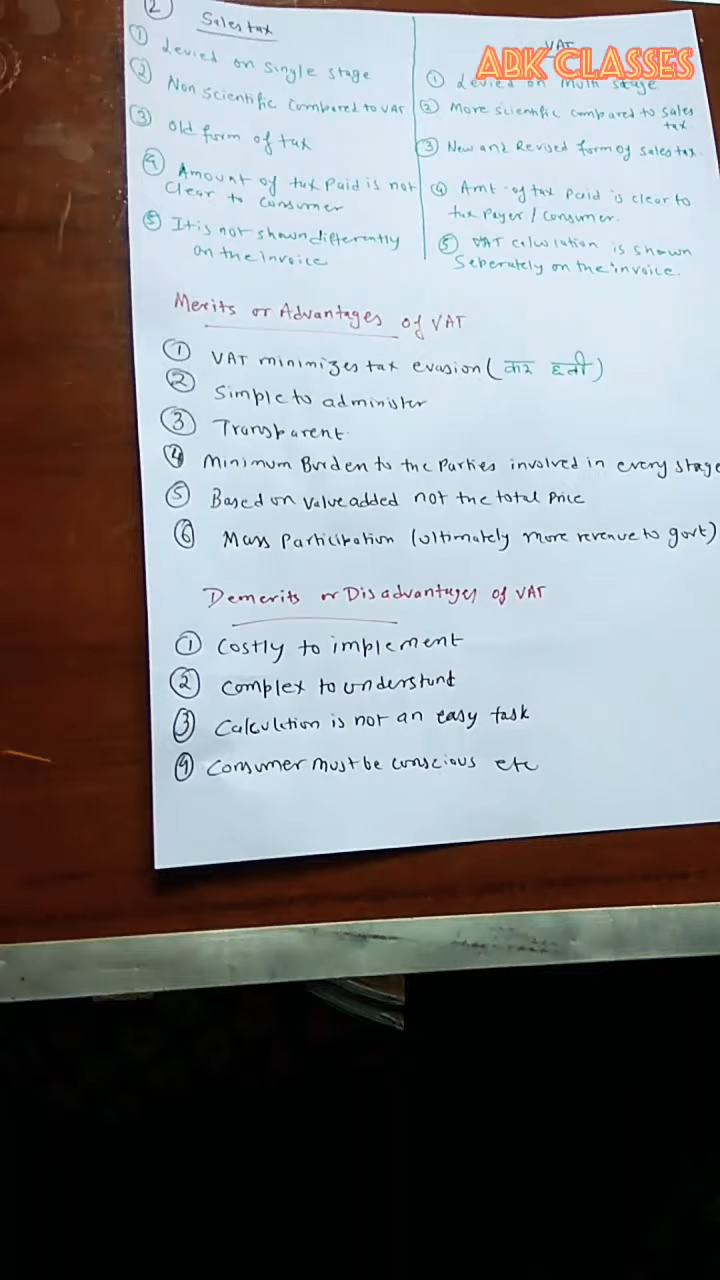 2
Sales tax
① Levied on single stage
② Non scientific compared to VAT
③ Old form of tax
④ Amount of tax paid is not
clear to consumer
⑤ It is not shown differently
on the invoice
VAT
ABK CLASSES
① Levied on multi stage
② More scientific compared to sales
tax
③ New and Revised form of sales tax.
④ Amt. of tax paid is clear to
tax payer / consumer.
⑤ VAT calculation is shown
Seperately on the invoice.
Merits or Advantages of VAT
① VAT minimizes tax evasion (कर छली)
② Simple to administer
③ Transparent.
④ Minimum Burden to the Parties involved in every stage
⑤ Based on value added not the total price
⑥ Mass Participation (ultimately more revenue to govt)
Demerits or Disadvantages of VAT
① Costly to implement
② Complex to understand
③ Calculation is not an easy task
④ Consumer must be conscious etc